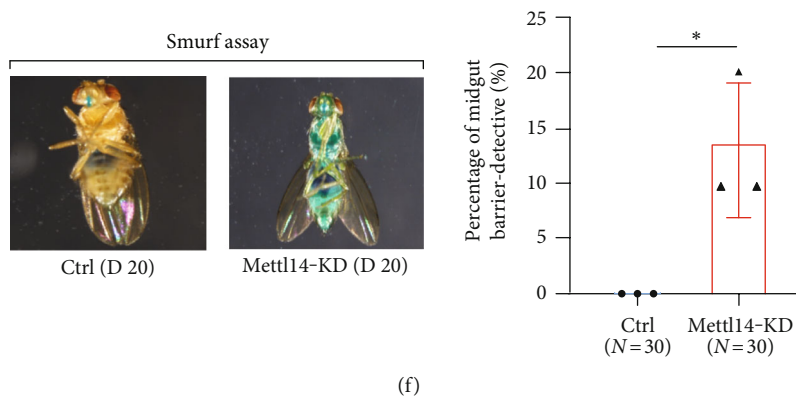 Smurf assay
Ctrl (D 20)
Mettl14-KD (D 20)
Percentage of midgut
barrier-detective (%)
25
20
15
10
5
0
*
Ctrl
(N=30)
Mettl14-KD
(N=30)
(f)